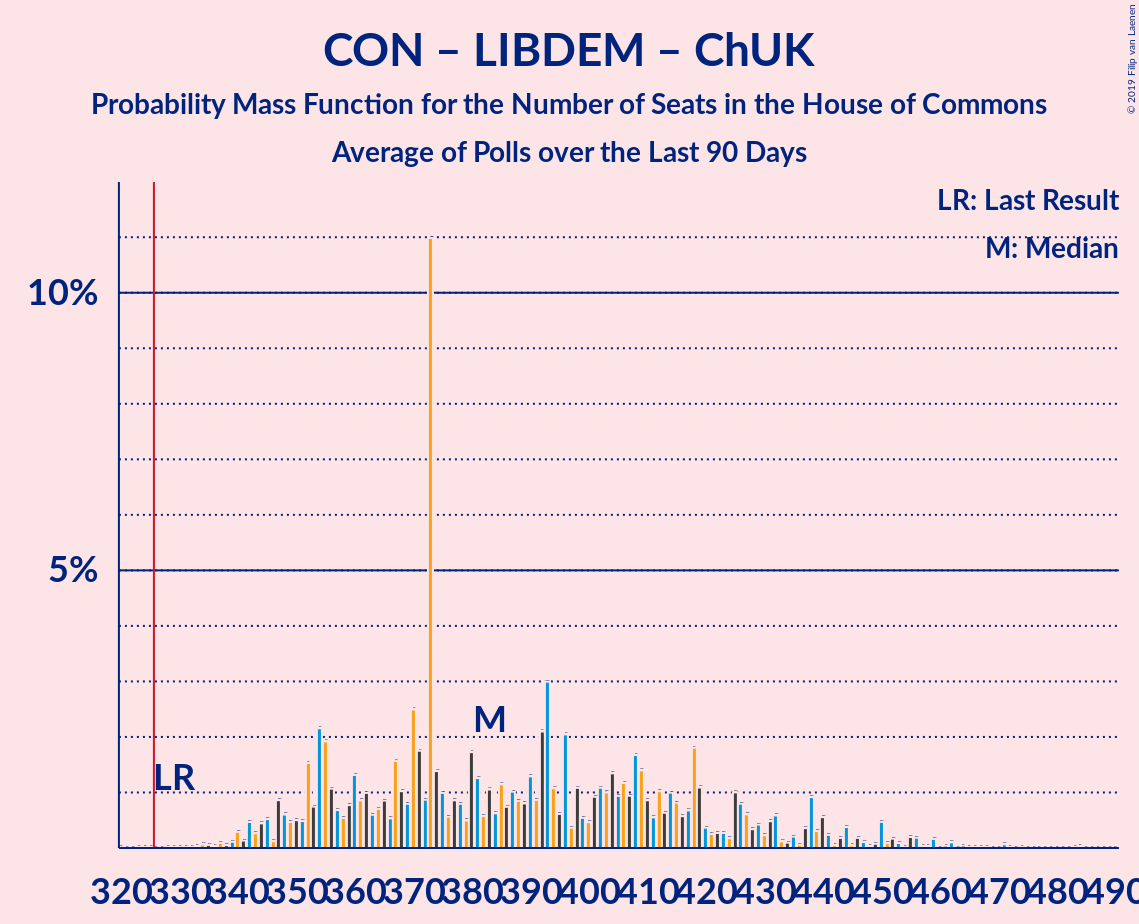 CON – LIBDEM – ChUK
Probability Mass Function for the Number of Seats in the House of Commons
Average of Polls over the Last 90 Days
© 2019 Filip van Laenen
LR: Last Result
M: Median
10%
5%
M
LR
320 330 340 350 360 370 380 390 400 410 420 430 440 450 460 470 480 490